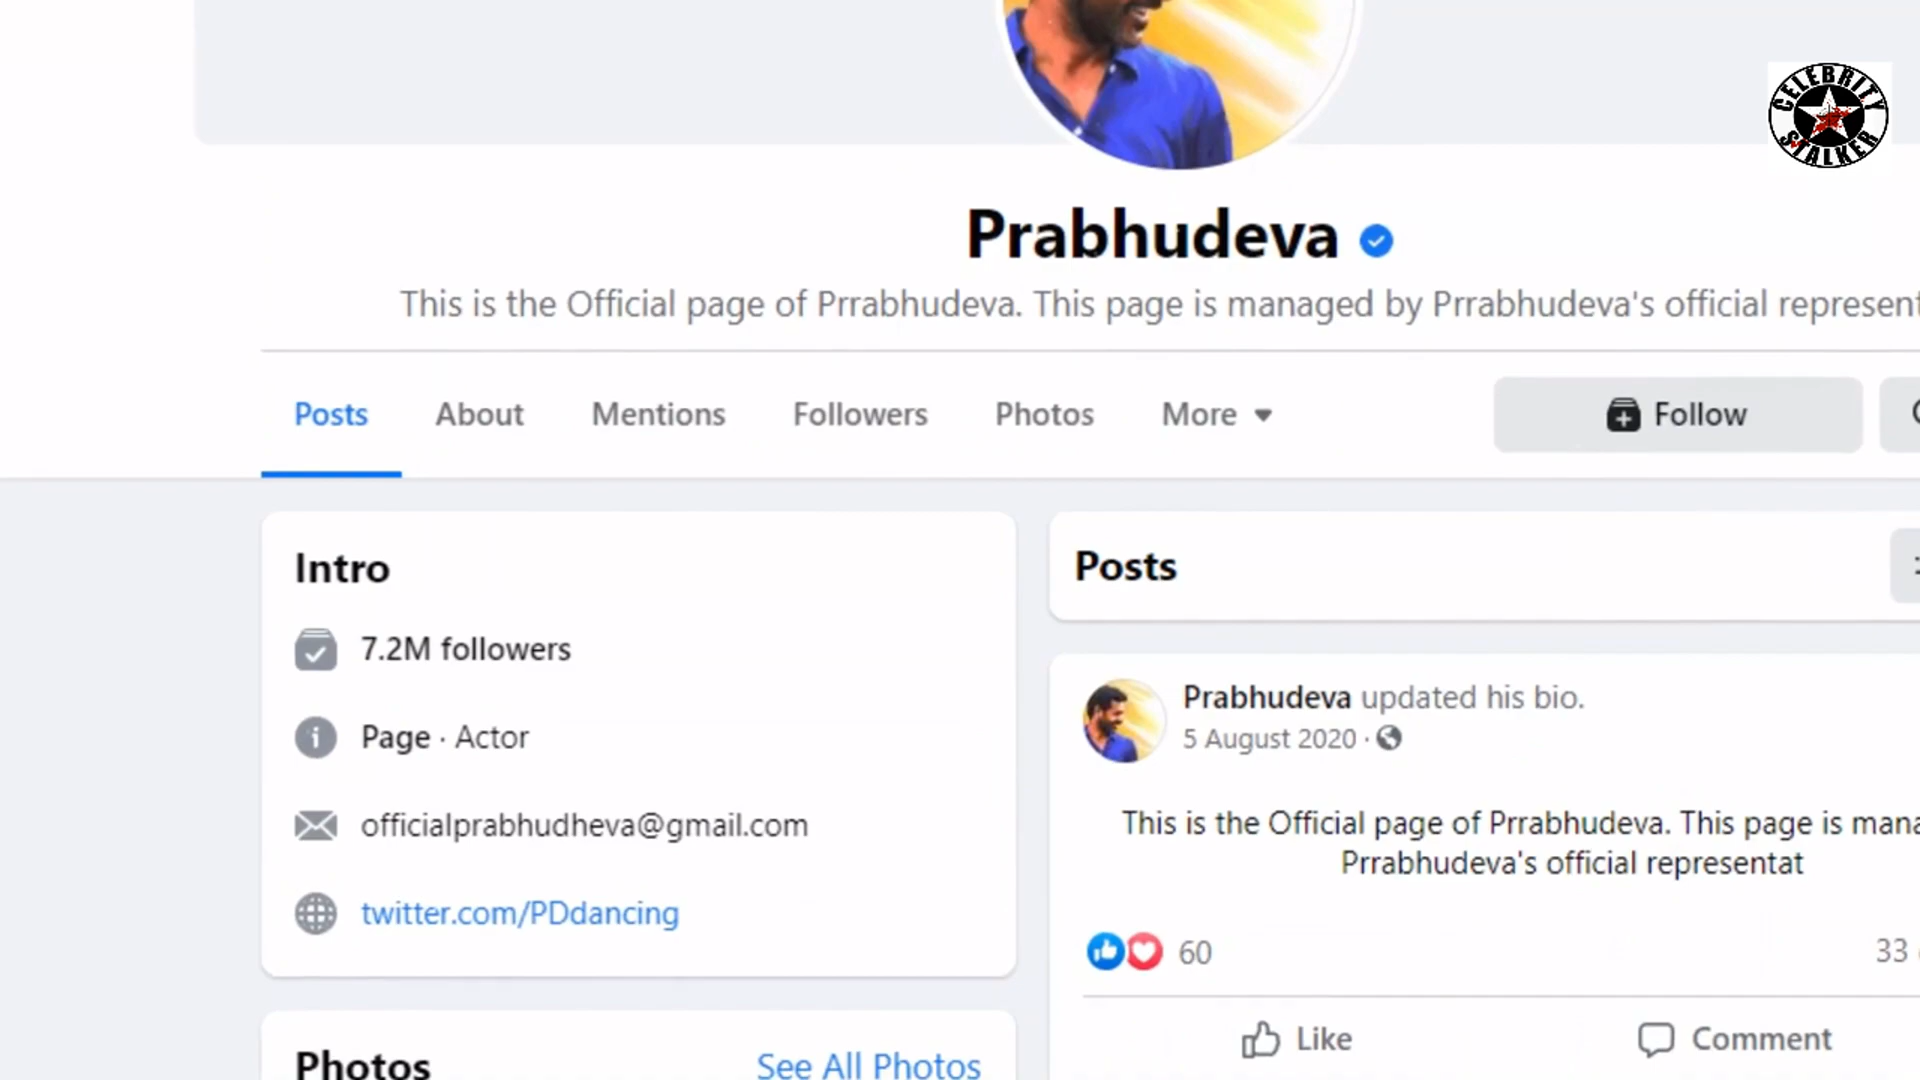 CELEBRITY
STALKER
Prabhudeva
This is the Official page of Prrabhudeva. This page is managed by Prrabhudeva's official represent
Posts About Mentions Followers Photos More Follow
Intro
7.2M followers
Page · Actor
officialprabhudheva@gmail.com
twitter.com/PDdancing
Photos See All Photos
Posts
Prabhudeva updated his bio.
5 August 2020 ·
This is the Official page of Prrabhudeva. This page is mana
Prrabhudeva's official representat
60 33
Like Comment